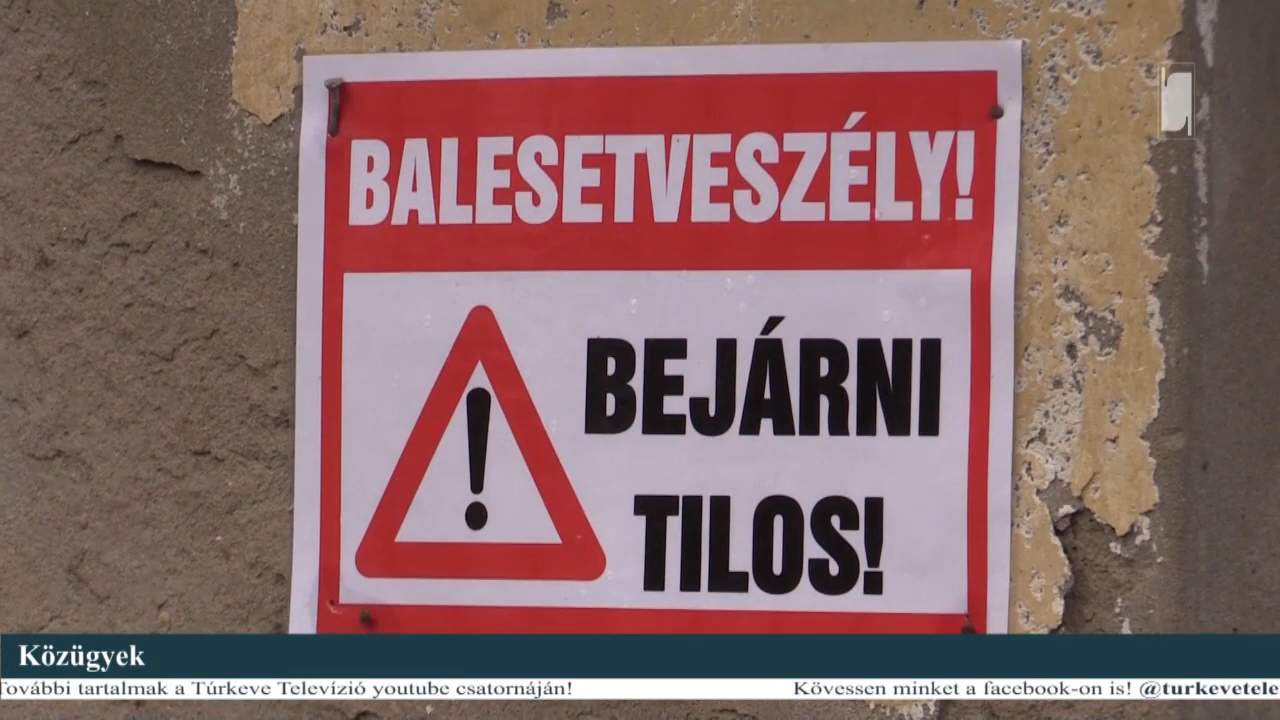 BALESETVESZÉLY!
BEJÁRNI
TILOS!
Közügyek
További tartalmak a Túrkeve Televízió youtube csatornáján! Kövessen minket a facebook-on is! @turkevetele